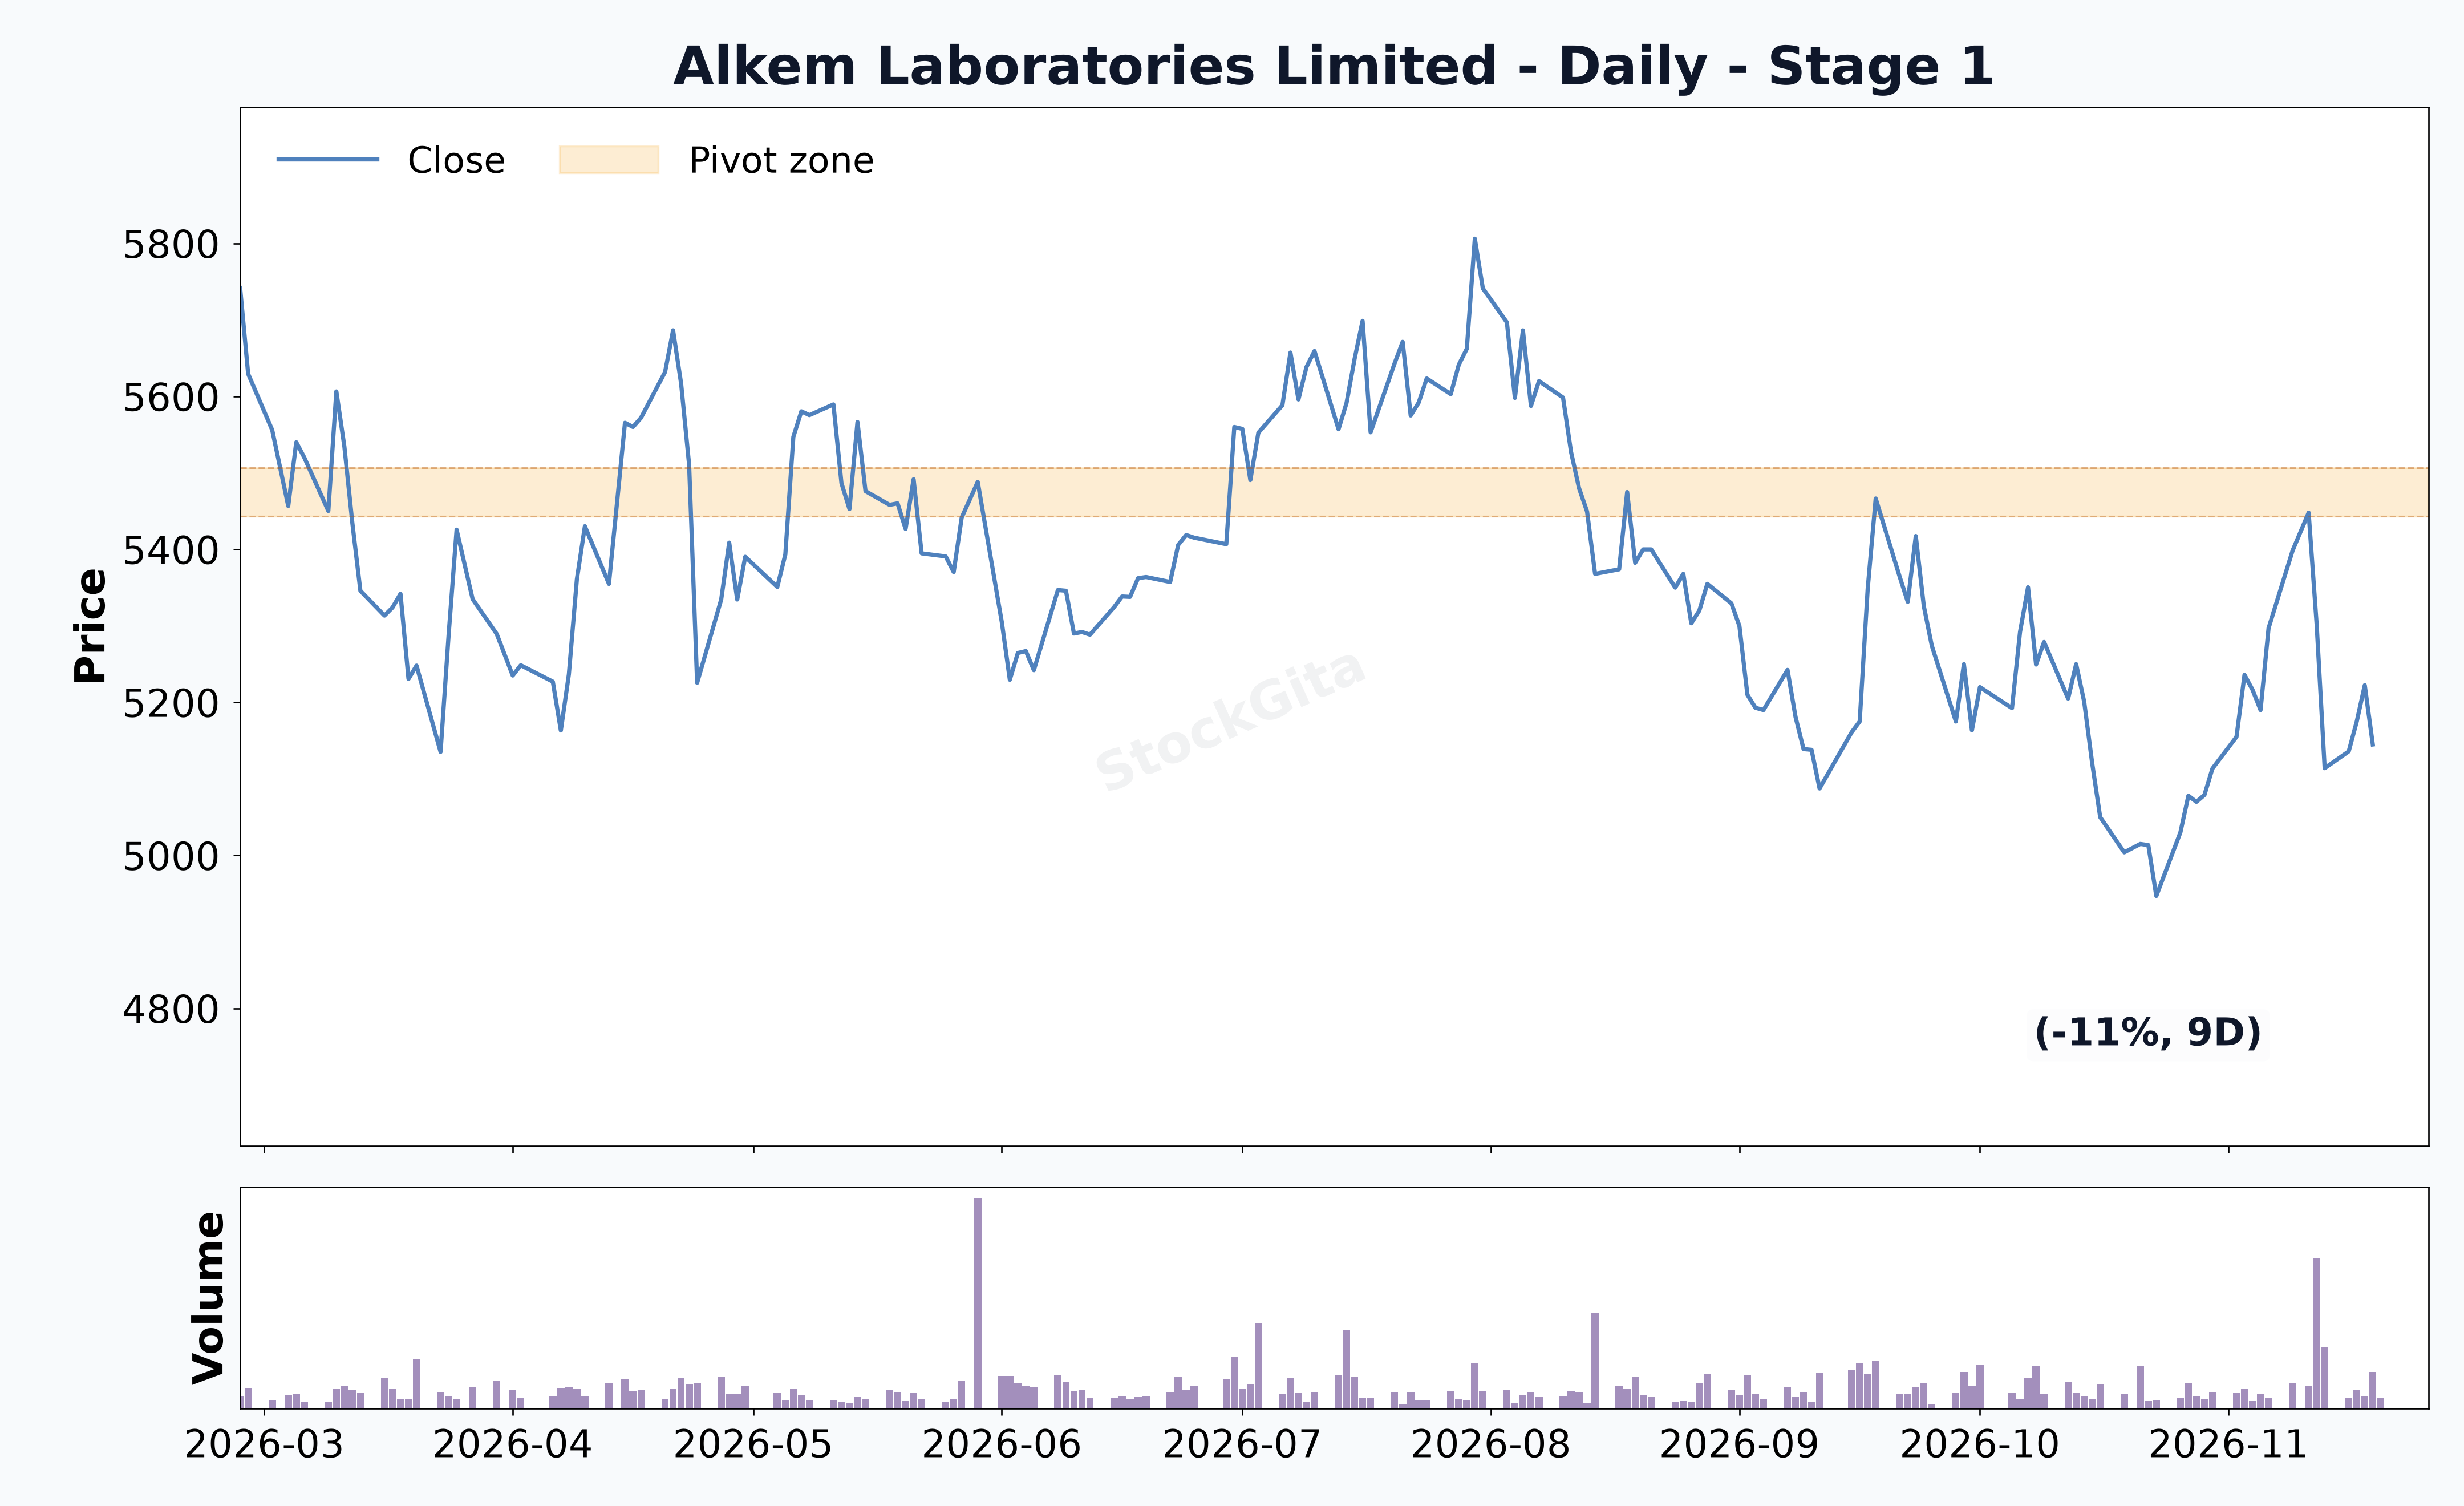 Alkem Laboratories Limited - Daily - Stage 1
Close
Pivot zone
5800
5600
5400
5200
5000
4800
Price
StockGita
(-11%, 9D)
Volume
2026-03
2026-04
2026-05
2026-06
2026-07
2026-08
2026-09
2026-10
2026-11